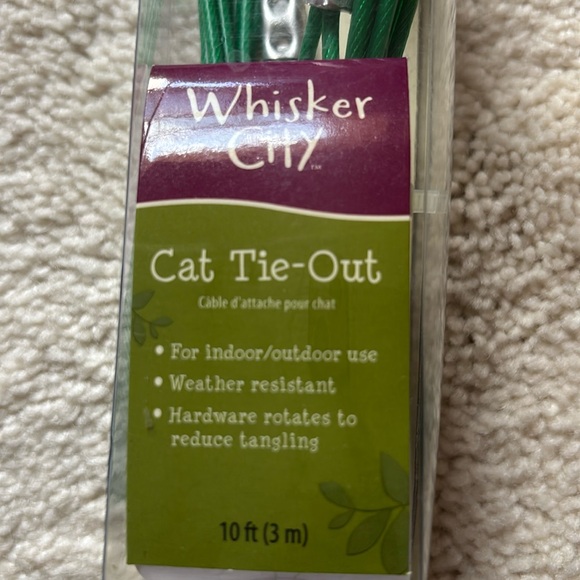 Whisker
City™
Cat Tie-Out
Câble d'attache pour chat
• For indoor/outdoor use
• Weather resistant
• Hardware rotates to
reduce tangling
10 ft (3 m)